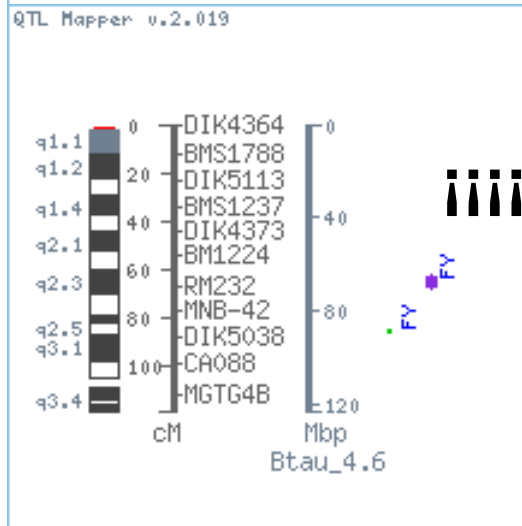 QTL Mapper v.2.019
q1.1
q1.2
q1.4
q2.1
q2.3
q2.5
q3.1
q3.4
0
20
40
60
80
100
cM
DIK4364
BMS1788
DIK5113
BMS1237
DIK4373
BM1224
RM232
MNB-42
DIK5038
CA088
MGTG4B
0
40
80
120
Mbp
Btau_4.6
FY
FY